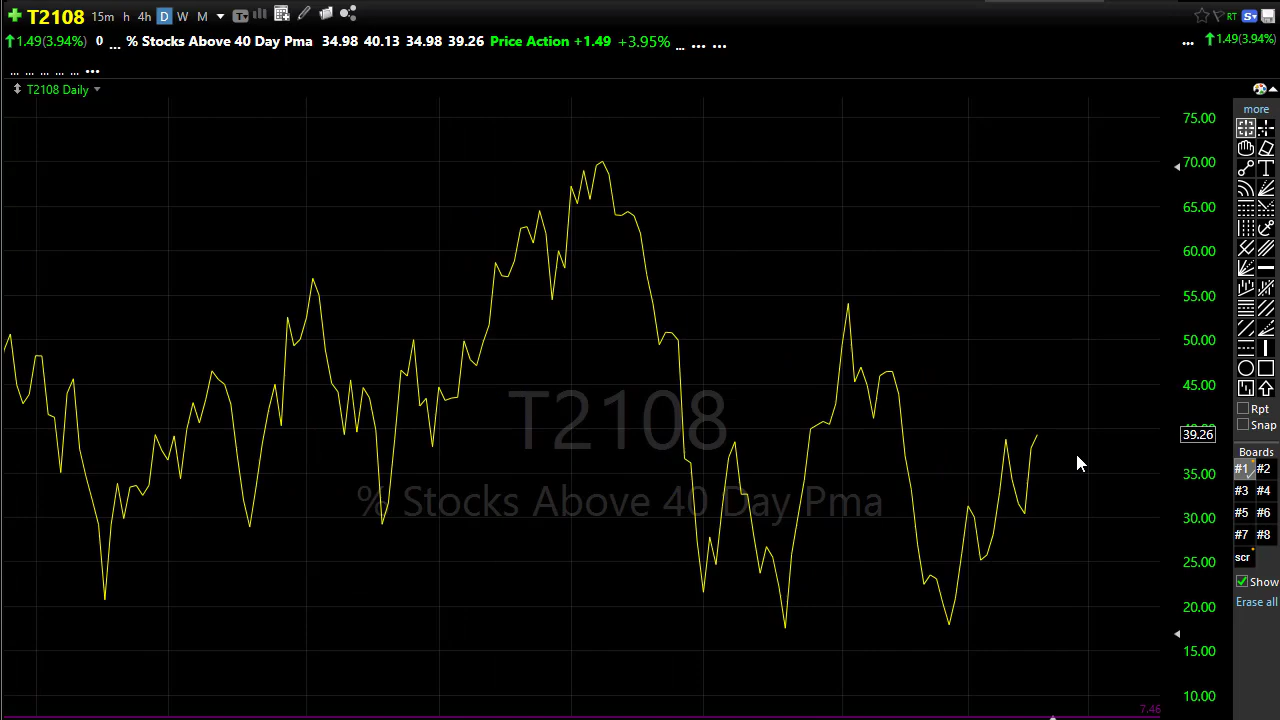 T2108 15m h 4h D W M RT S
1.49(3.94%) 0 ... % Stocks Above 40 Day Pma 34.98 40.13 34.98 39.26 Price Action +1.49 +3.95% ... ... ... ... 1.49(3.94%)
... ... ... ... ... ...
T2108 Daily
more
75.00
70.00
65.00
60.00
55.00
50.00
45.00
Rpt
Snap
39.26
T2108
% Stocks Above 40 Day Pma
35.00
30.00
25.00
20.00
15.00
10.00
7.46
Boards
#1 #2
#3 #4
#5 #6
#7 #8
scr
Show
Erase all